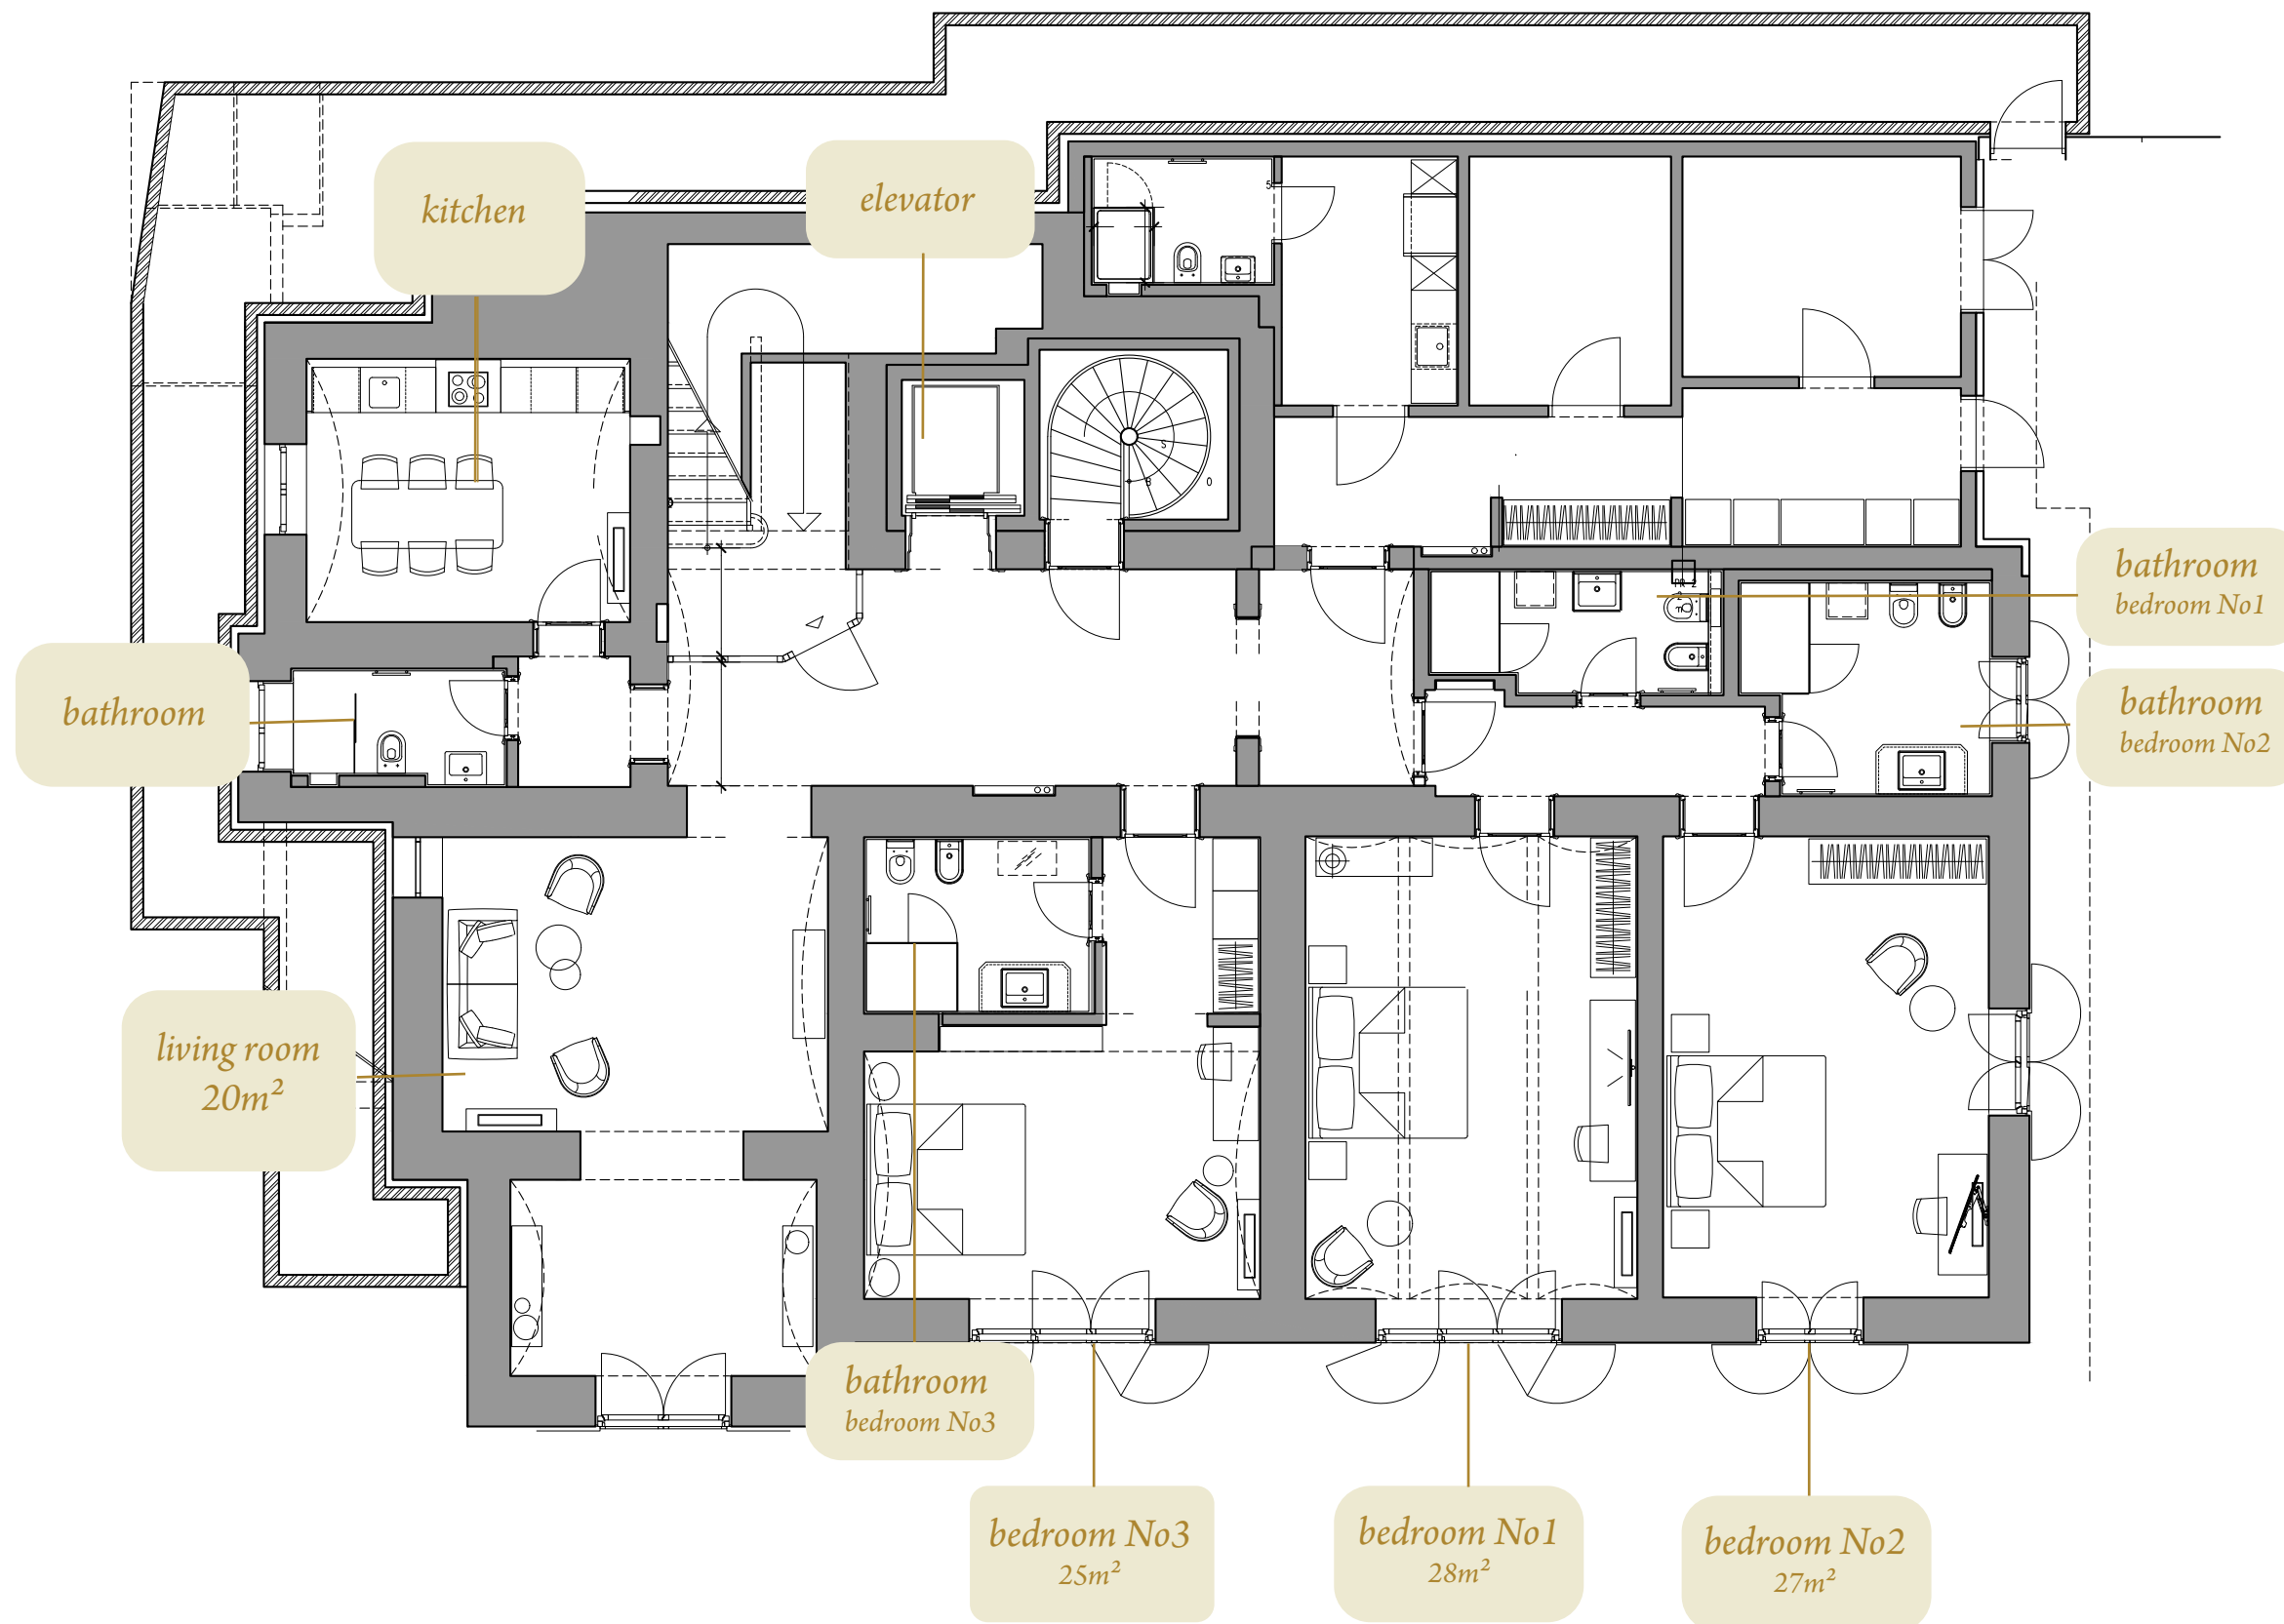 kitchen
elevator
bathroom
bedroom No1
bathroom
bathroom
bedroom No2
living room
20m²
bathroom
bedroom No3
bedroom No3
25m²
bedroom No1
28m²
bedroom No2
27m²